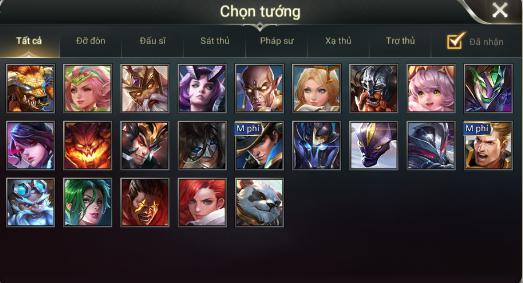 Chọn tướng
Tất cả Đỡ đòn Đấu sĩ Sát thủ Pháp sư Xạ thủ Trợ thủ Đã nhận
M phí M phí